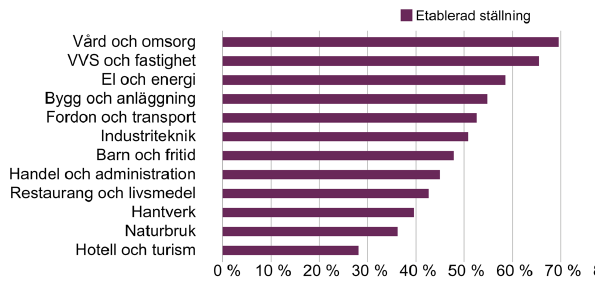 Etablerad ställning
Vård och omsorg
VVS och fastighet
El och energi
Bygg och anläggning
Fordon och transport
Industriteknik
Barn och fritid
Handel och administration
Restaurang och livsmedel
Hantverk
Naturbruk
Hotell och turism
0 % 10 % 20 % 30 % 40 % 50 % 60 % 70 %